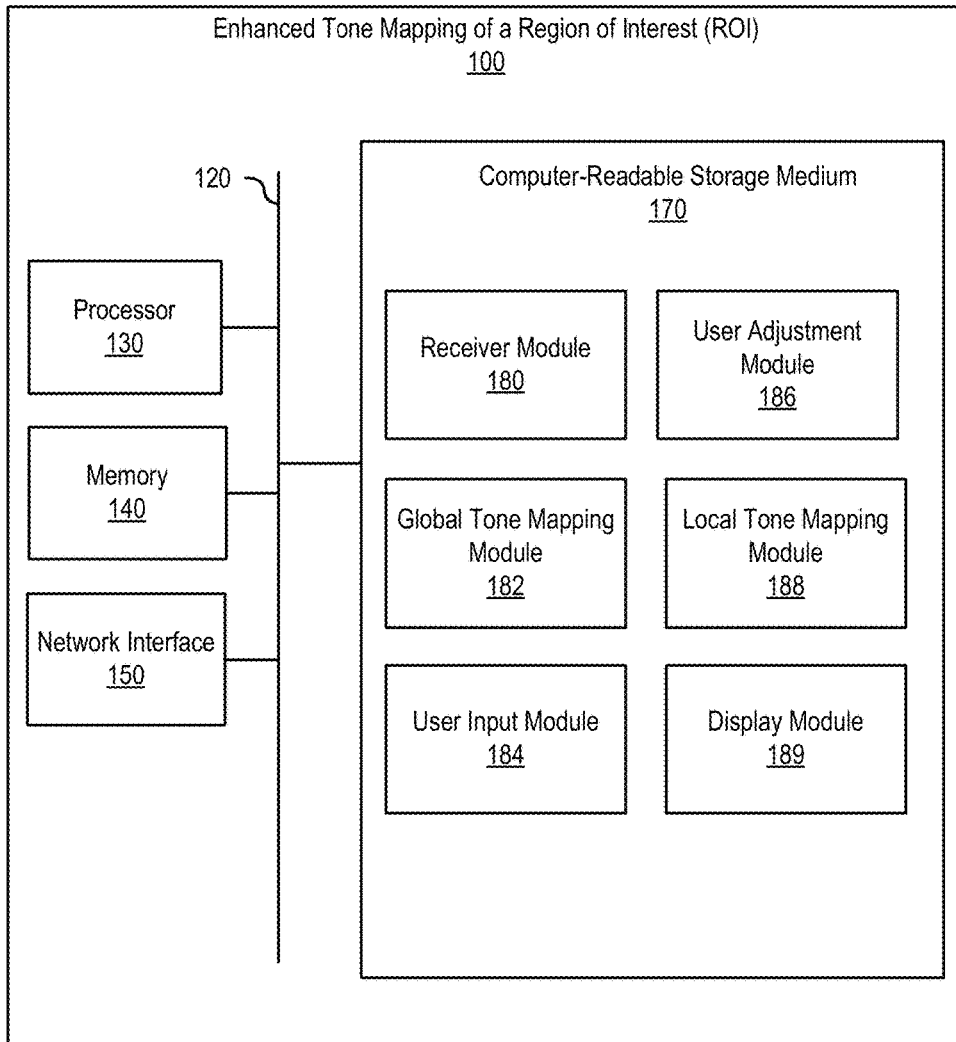 Enhanced Tone Mapping of a Region of Interest (ROI)
100
120
Processor
130
Memory
140
Network Interface
150
Computer-Readable Storage Medium
170
Receiver Module
180
User Adjustment
Module
186
Global Tone Mapping
Module
182
Local Tone Mapping
Module
188
User Input Module
184
Display Module
189